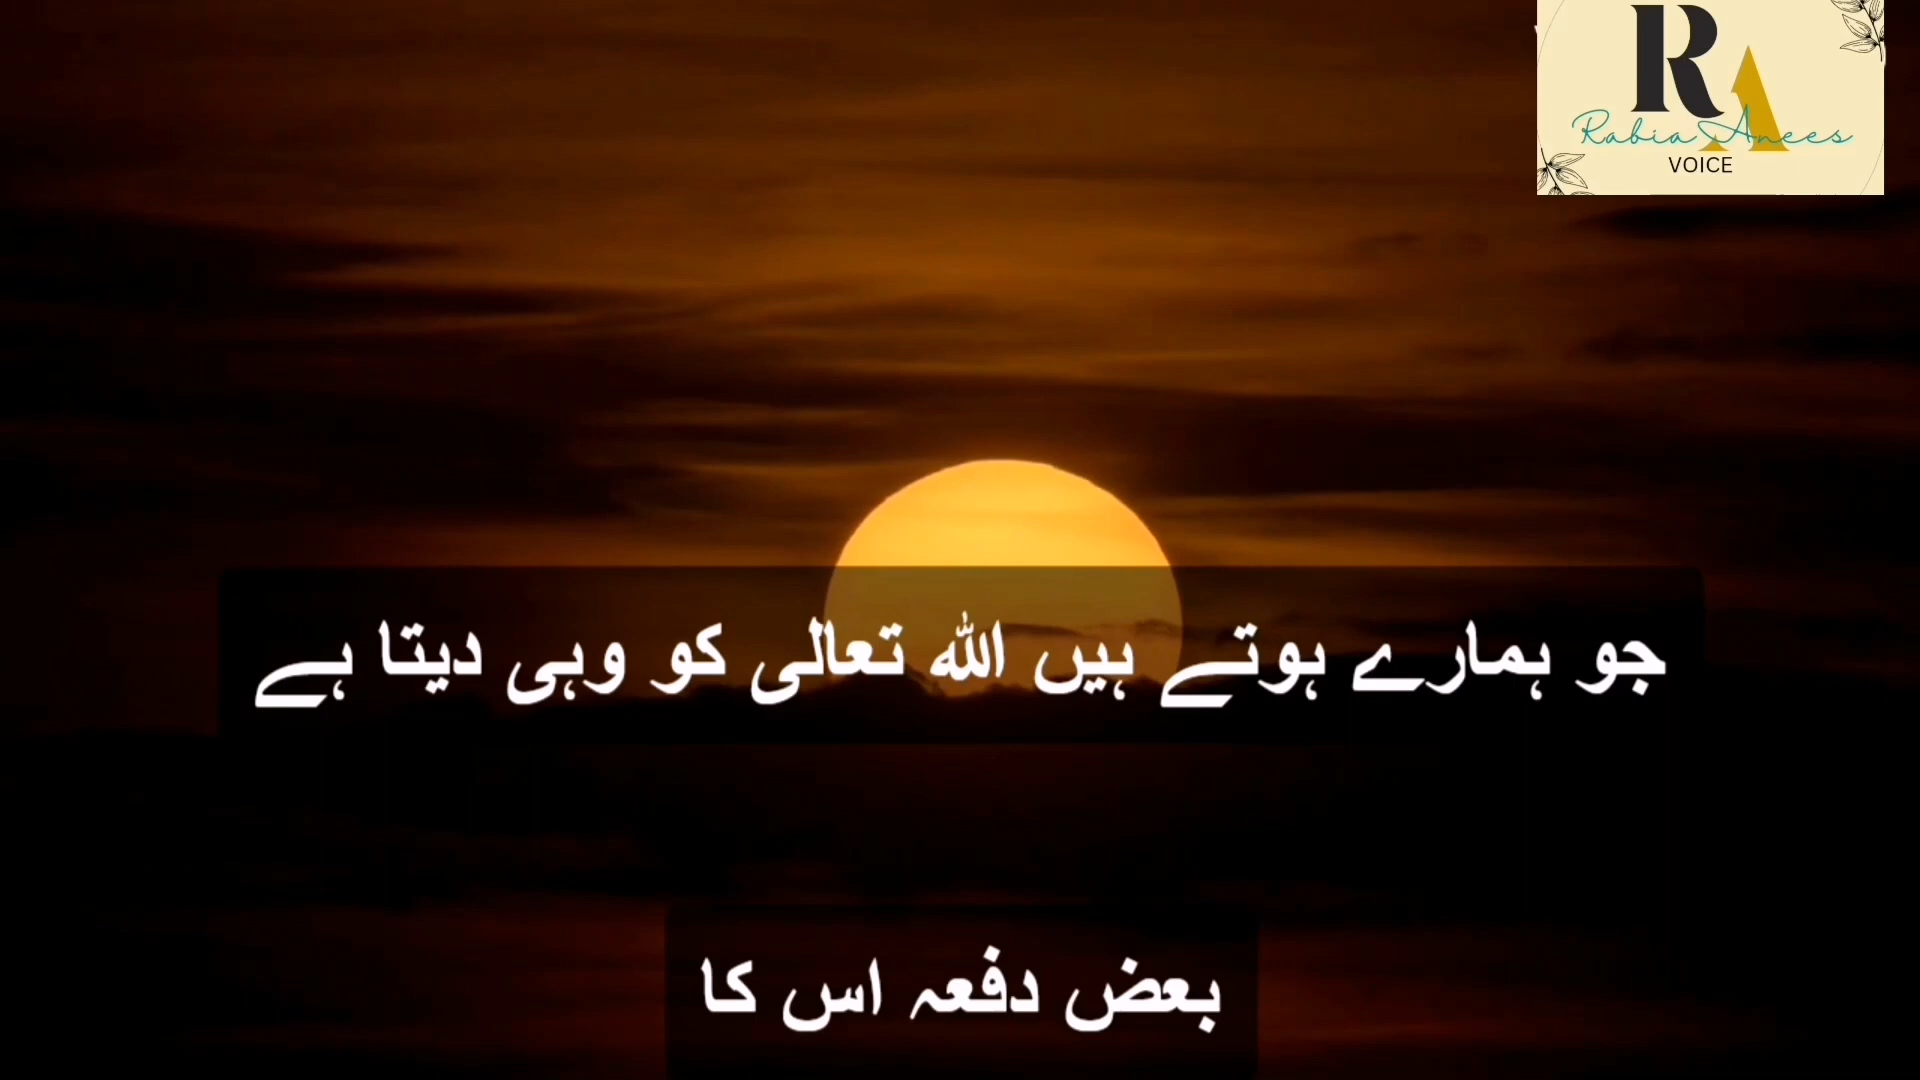 RA
Rabia Anees
VOICE
جو ہمارے ہوتے ہیں اللہ تعالی کو وہی دیتا ہے
بعض دفعہ اس کا